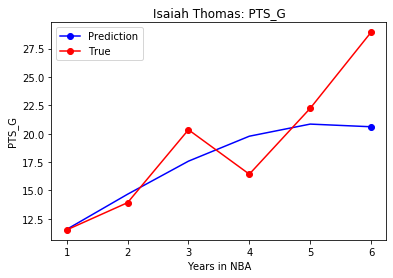 Isaiah Thomas: PTS_G
Prediction
True
27.5
25.0
22.5
20.0
17.5
15.0
12.5
PTS_G
1 2 3 4 5 6
Years in NBA